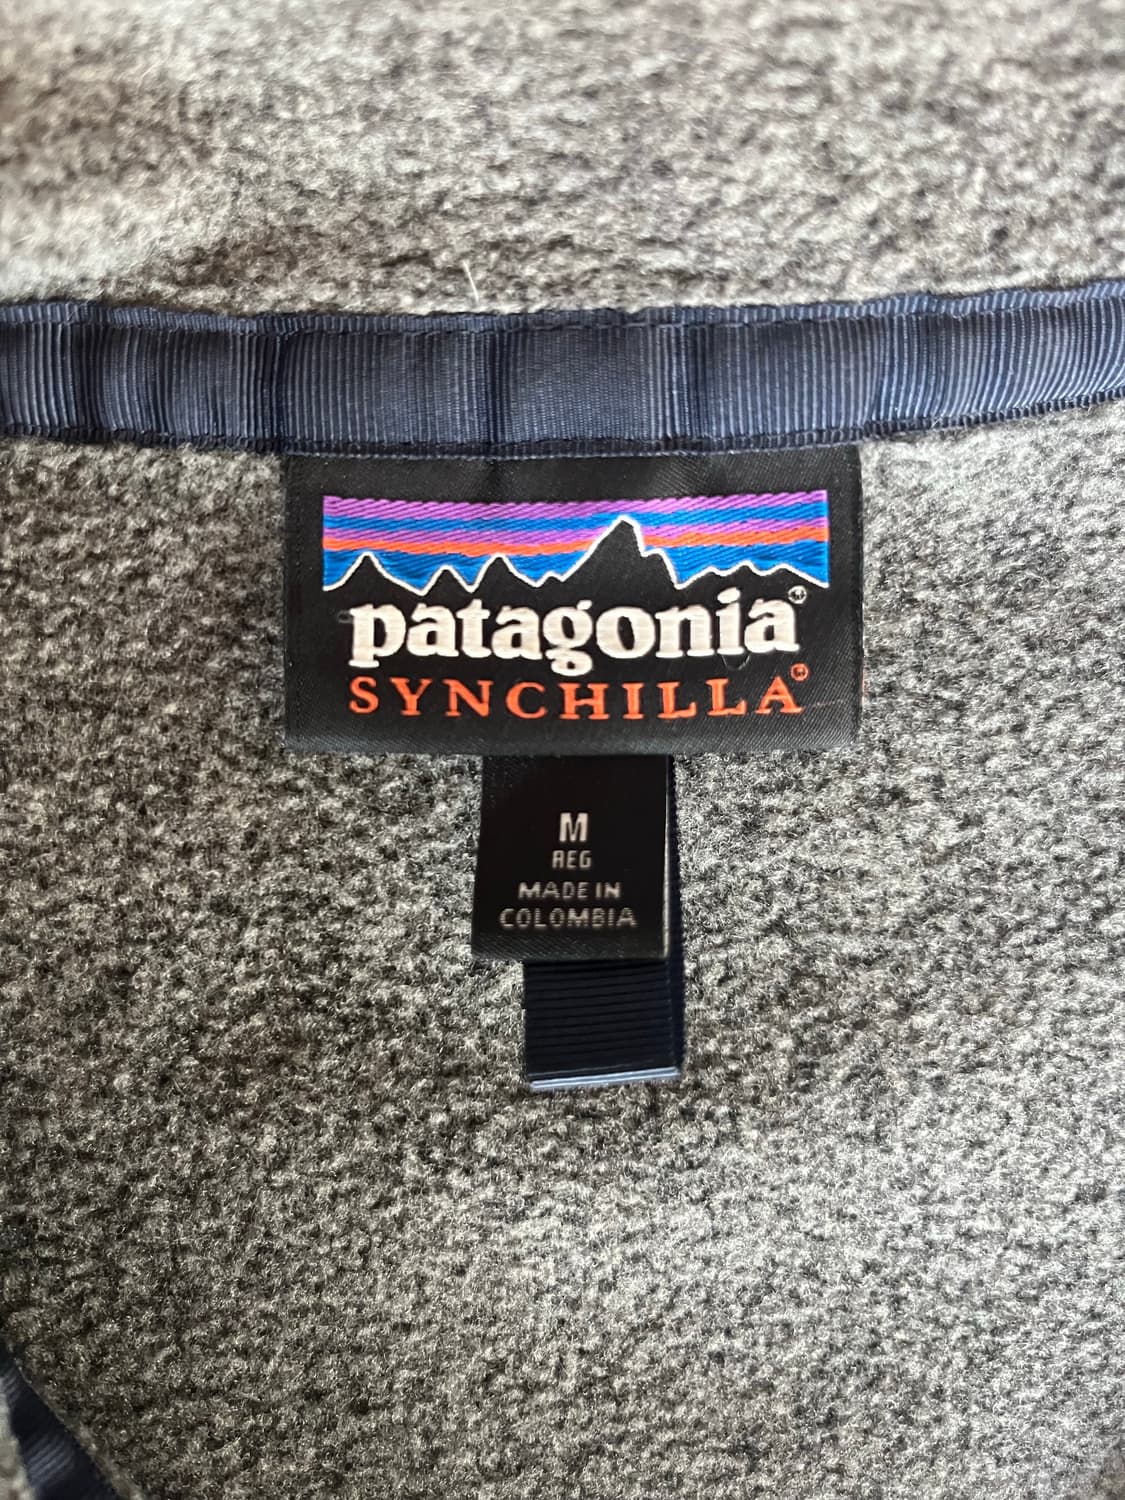 patagonia®
SYNCHILLA®
M
REG
MADE IN
COLOMBIA